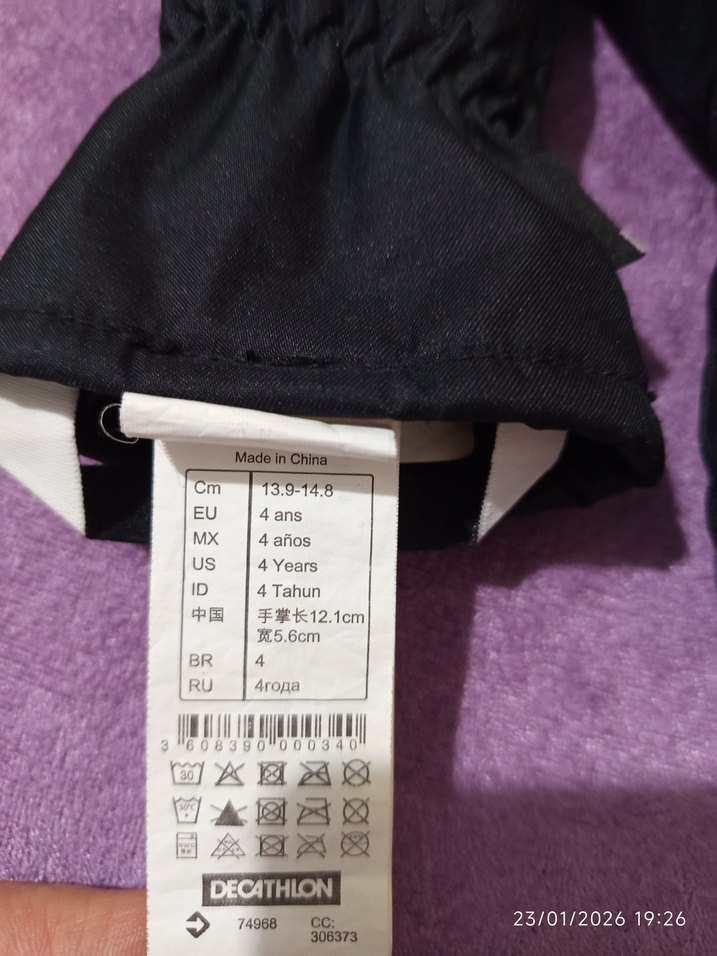 Made in China
Cm 13.9-14.8
EU 4 ans
MX 4 años
US 4 Years
ID 4 Tahun
中国 手掌长12.1cm
宽5.6cm
BR 4
RU 4года
3 608390 000340
30
30°C
DECATHLON
74968 CC:
306373
23/01/2026 19:26